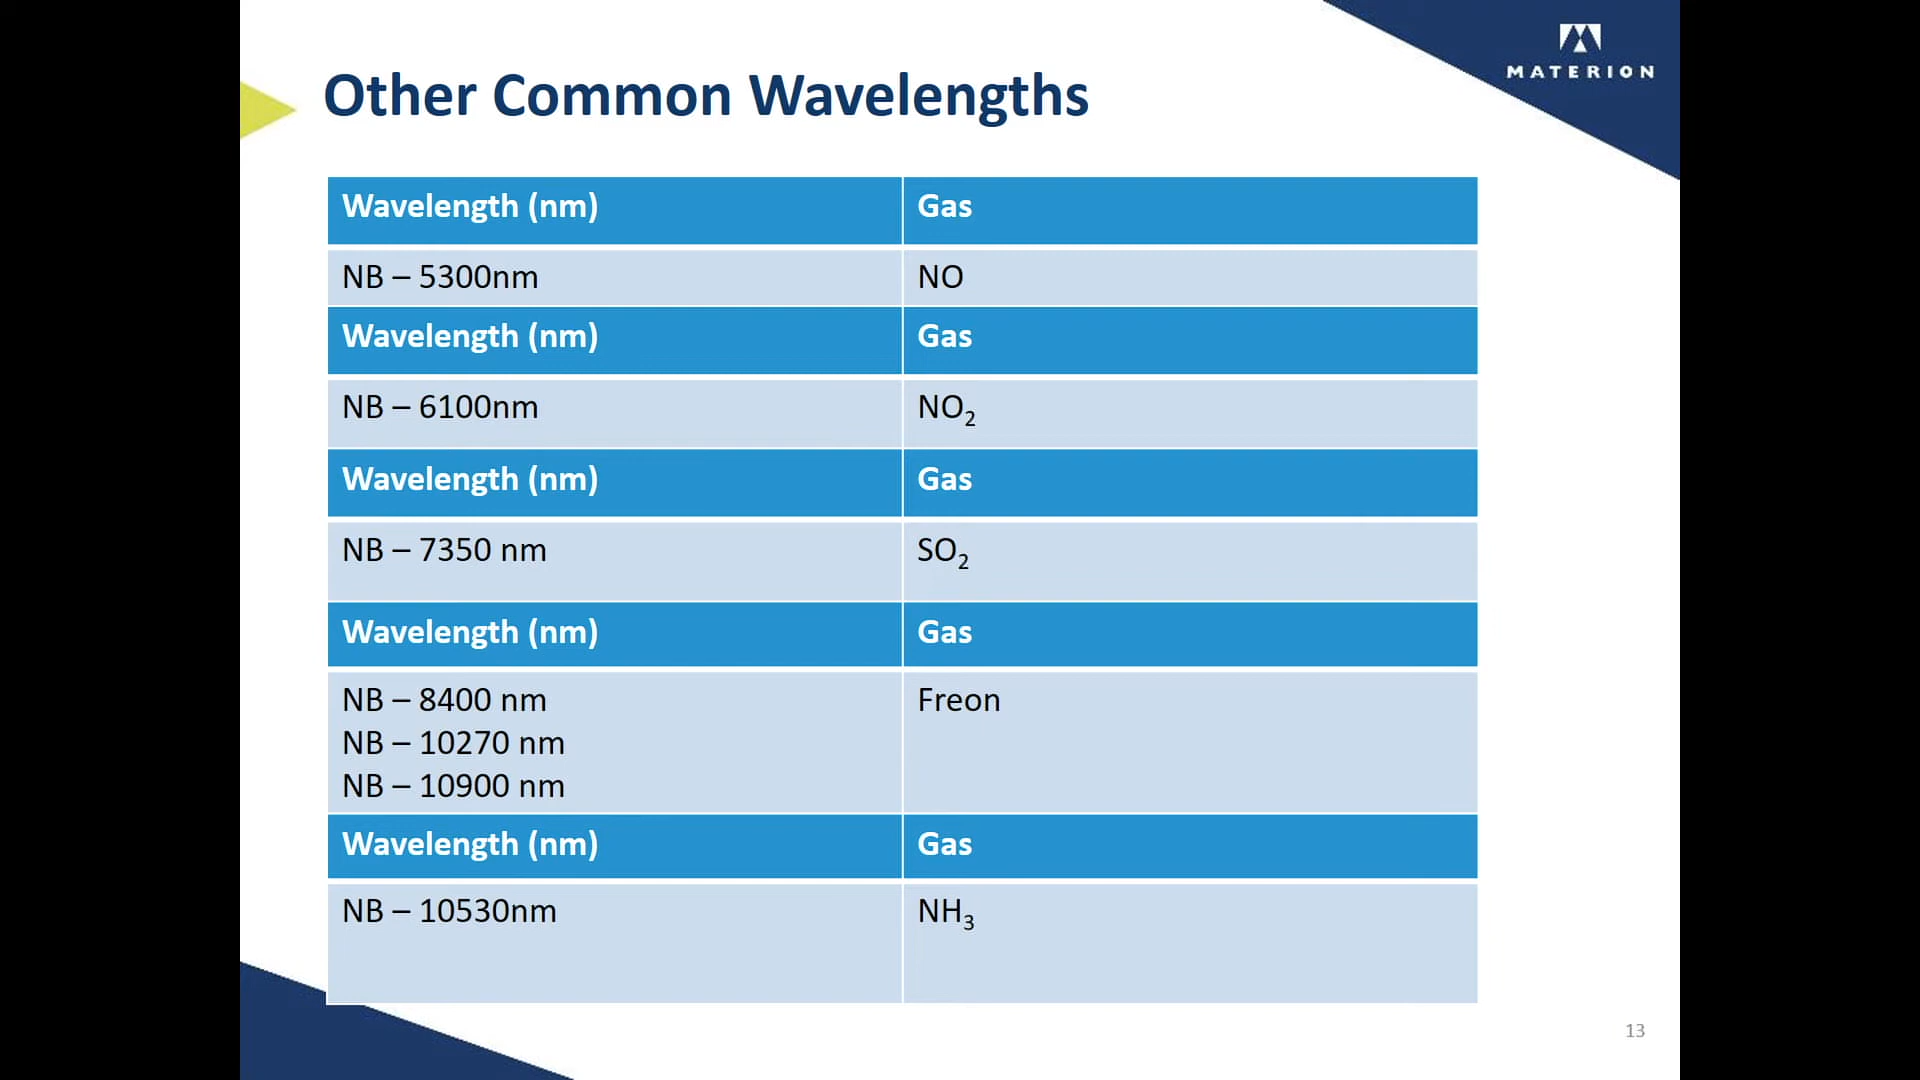 MATERION
Other Common Wavelengths
Wavelength (nm) Gas
NB – 5300nm NO
Wavelength (nm) Gas
NB – 6100nm NO₂
Wavelength (nm) Gas
NB – 7350 nm SO₂
Wavelength (nm) Gas
NB – 8400 nm Freon
NB – 10270 nm
NB – 10900 nm
Wavelength (nm) Gas
NB – 10530nm NH₃
13